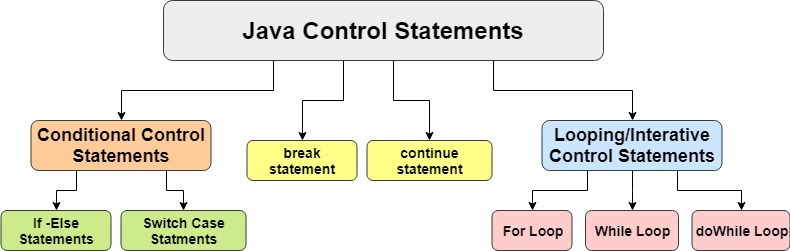 Java Control Statements
Conditional Control
Statements
break
statement
continue
statement
Looping/Interative
Control Statements
If -Else
Statements
Switch Case
Statments
For Loop
While Loop
doWhile Loop